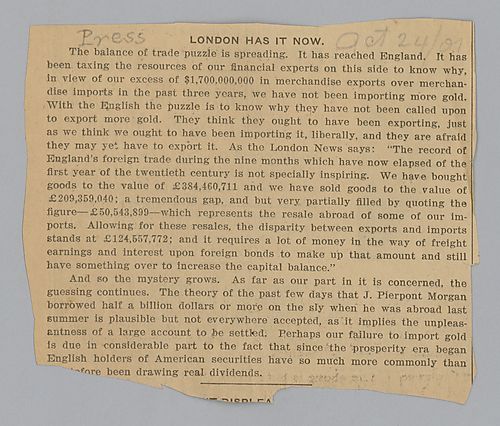 Press
LONDON HAS IT NOW.
Oct 24/01
The balance of trade puzzle is spreading. It has reached England. It has
been taxing the resources of our financial experts on this side to know why,
in view of our excess of $1,700,000,000 in merchandise exports over merchan-
dise imports in the past three years, we have not been importing more gold.
With the English the puzzle is to know why they have not been called upon
to export more gold. They think they ought to have been exporting, just
as we think we ought to have been importing it, liberally, and they are afraid
they may yet have to export it. As the London News says: "The record of
England's foreign trade during the nine months which have now elapsed of the
first year of the twentieth century is not specially inspiring. We have bought
goods to the value of £384,460,711 and we have sold goods to the value of
£209,359,040; a tremendous gap, and but very partially filled by quoting the
figure—£50,543,899—which represents the resale abroad of some of our im-
ports. Allowing for these resales, the disparity between exports and imports
stands at £124,557,772; and it requires a lot of money in the way of freight
earnings and interest upon foreign bonds to make up that amount and still
have something over to increase the capital balance."
And so the mystery grows. As far as our part in it is concerned, the
guessing continues. The theory of the past few days that J. Pierpont Morgan
borrowed half a billion dollars or more on the sly when he was abroad last
summer is plausible but not everywhere accepted, as it implies the unpleas-
antness of a large account to be settled. Perhaps our failure to import gold
is due in considerable part to the fact that since the prosperity era began
English holders of American securities have so much more commonly than
before been drawing real dividends.